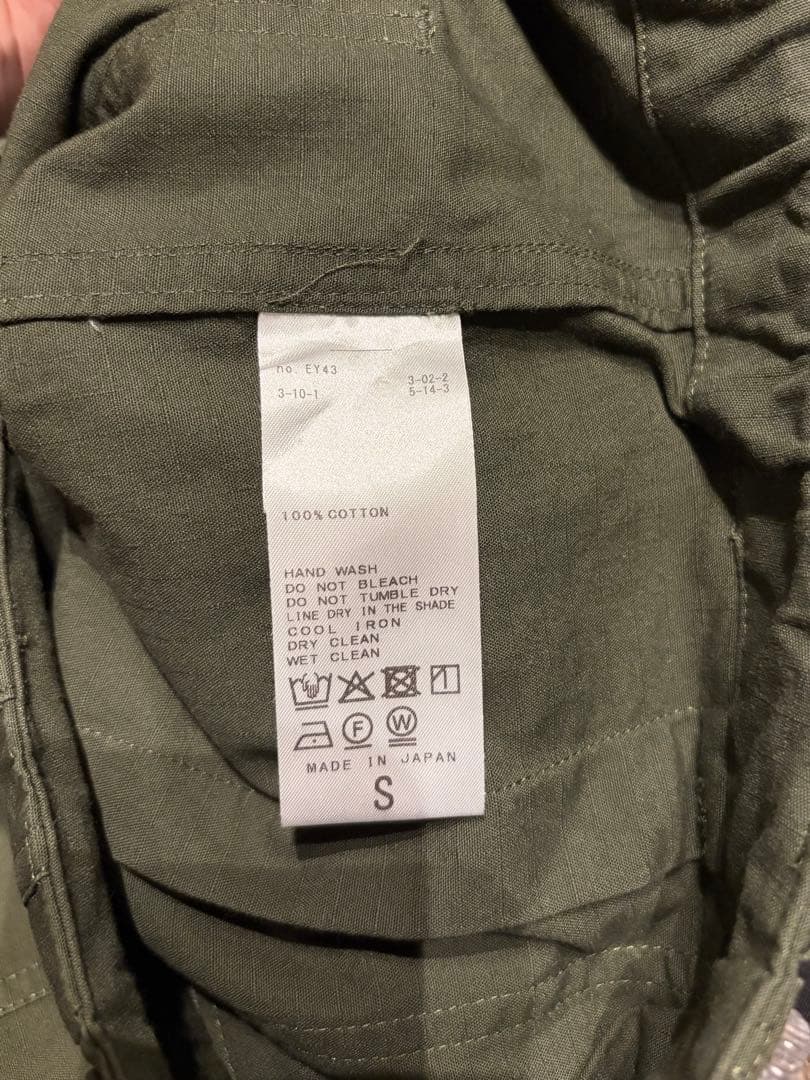 no. EY43
3-02-2
3-10-1
5-14-3
100% COTTON
HAND WASH
DO NOT BLEACH
DO NOT TUMBLE DRY
LINE DRY IN THE SHADE
COOL IRON
DRY CLEAN
WET CLEAN
F W
MADE IN JAPAN
S